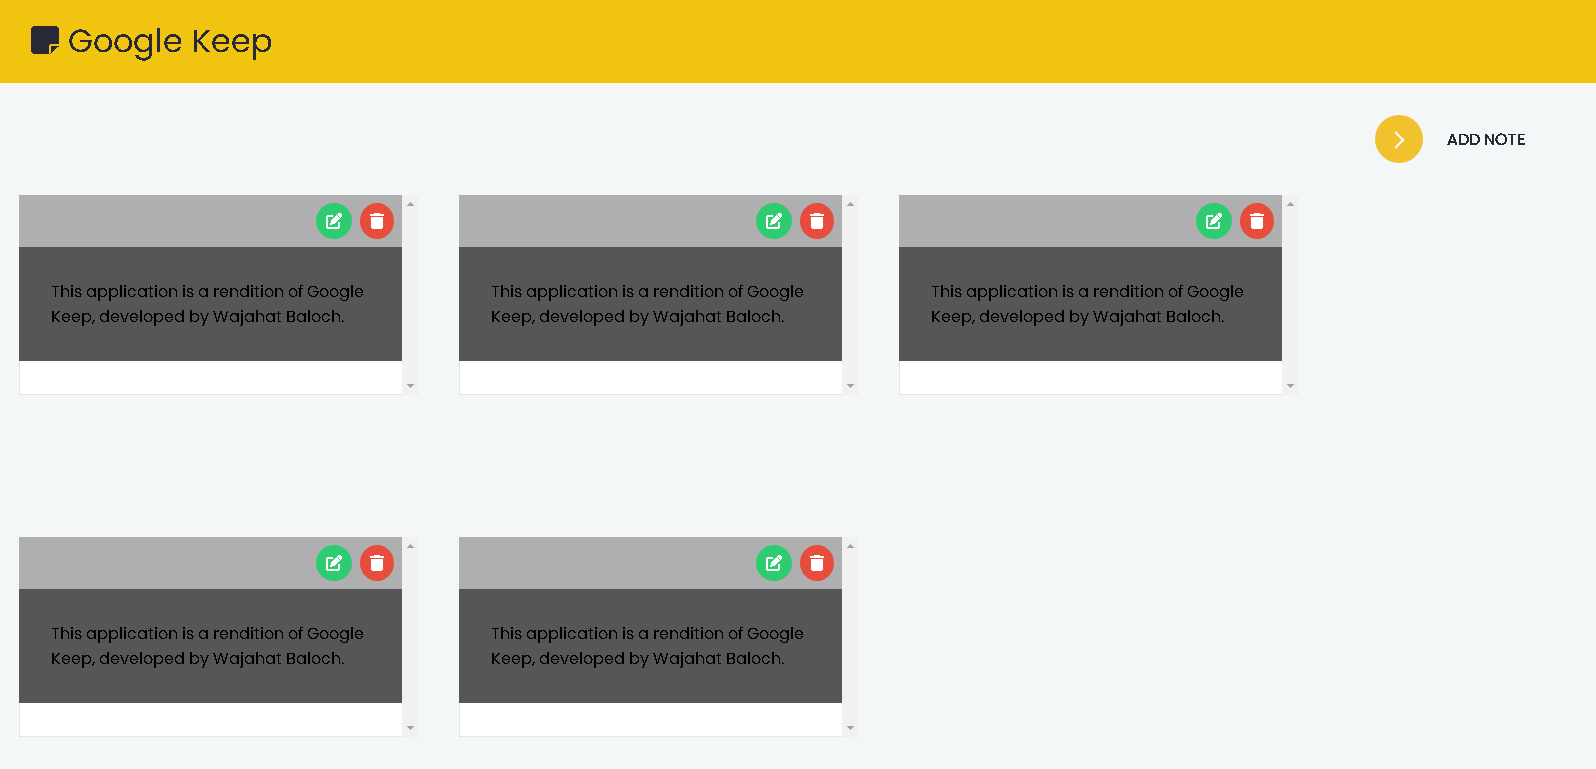 Google Keep
ADD NOTE
This application is a rendition of Google
Keep, developed by Wajahat Baloch.
This application is a rendition of Google
Keep, developed by Wajahat Baloch.
This application is a rendition of Google
Keep, developed by Wajahat Baloch.
This application is a rendition of Google
Keep, developed by Wajahat Baloch.
This application is a rendition of Google
Keep, developed by Wajahat Baloch.